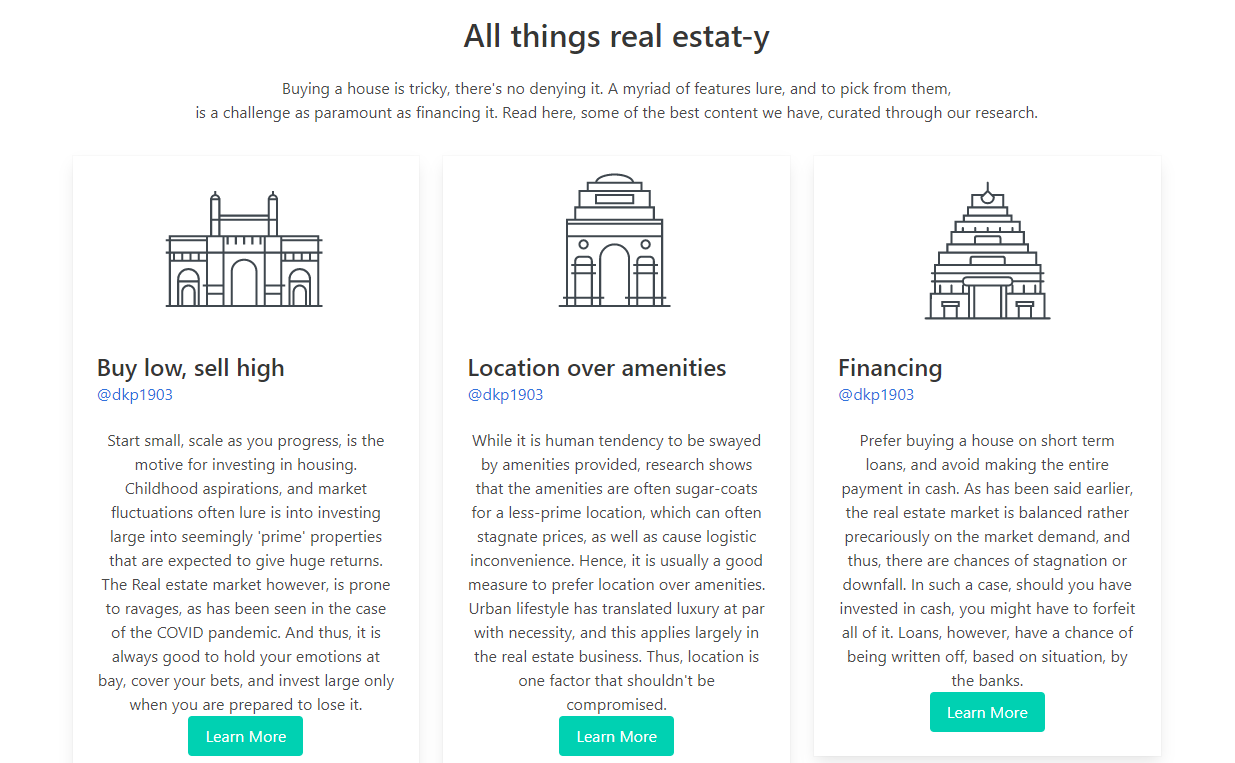 All things real estat-y
Buying a house is tricky, there's no denying it. A myriad of features lure, and to pick from them,
is a challenge as paramount as financing it. Read here, some of the best content we have, curated through our research.
Buy low, sell high
@dkp1903
Start small, scale as you progress, is the
motive for investing in housing.
Childhood aspirations, and market
fluctuations often lure is into investing
large into seemingly 'prime' properties
that are expected to give huge returns.
The Real estate market however, is prone
to ravages, as has been seen in the case
of the COVID pandemic. And thus, it is
always good to hold your emotions at
bay, cover your bets, and invest large only
when you are prepared to lose it.
Learn More
Location over amenities
@dkp1903
While it is human tendency to be swayed
by amenities provided, research shows
that the amenities are often sugar-coats
for a less-prime location, which can often
stagnate prices, as well as cause logistic
inconvenience. Hence, it is usually a good
measure to prefer location over amenities.
Urban lifestyle has translated luxury at par
with necessity, and this applies largely in
the real estate business. Thus, location is
one factor that shouldn't be
compromised.
Learn More
Financing
@dkp1903
Prefer buying a house on short term
loans, and avoid making the entire
payment in cash. As has been said earlier,
the real estate market is balanced rather
precariously on the market demand, and
thus, there are chances of stagnation or
downfall. In such a case, should you have
invested in cash, you might have to forfeit
all of it. Loans, however, have a chance of
being written off, based on situation, by
the banks.
Learn More